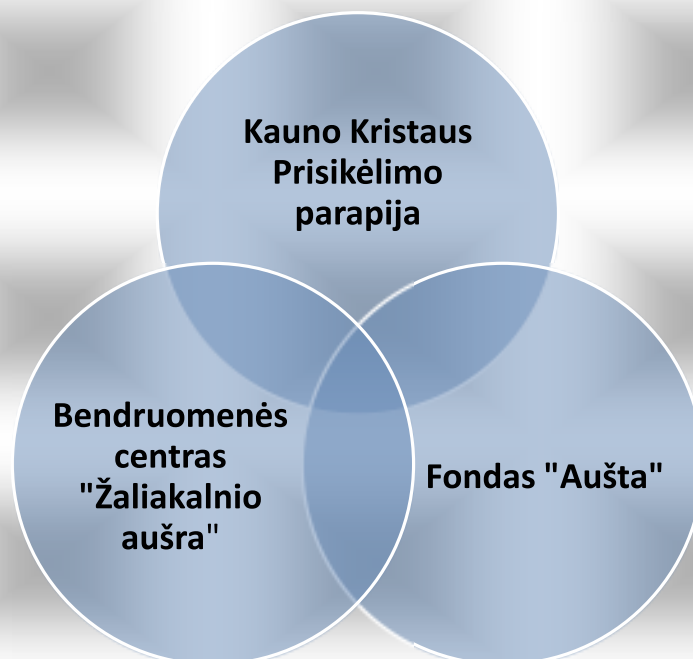 Kauno Kristaus
Prisikėlimo
parapija
Bendruomenės
centras
"Žaliakalnio
aušra"
Fondas "Aušta"